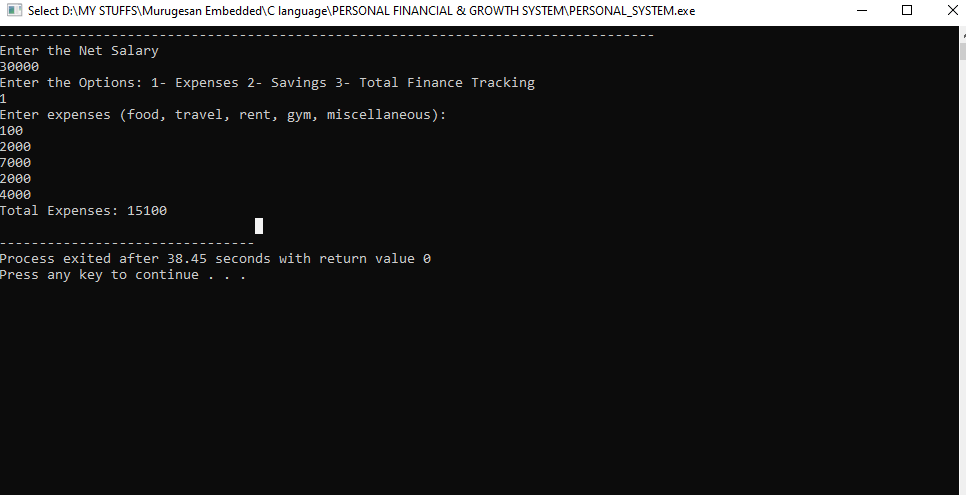 Select D:\MY STUFFS\Murugesan Embedded\C language\PERSONAL FINANCIAL & GROWTH SYSTEM\PERSONAL_SYSTEM.exe
----------------------------------------------------------------------------------
Enter the Net Salary
30000
Enter the Options: 1- Expenses 2- Savings 3- Total Finance Tracking
1
Enter expenses (food, travel, rent, gym, miscellaneous):
100
2000
7000
2000
4000
Total Expenses: 15100
--------------------------------
Process exited after 38.45 seconds with return value 0
Press any key to continue . . .